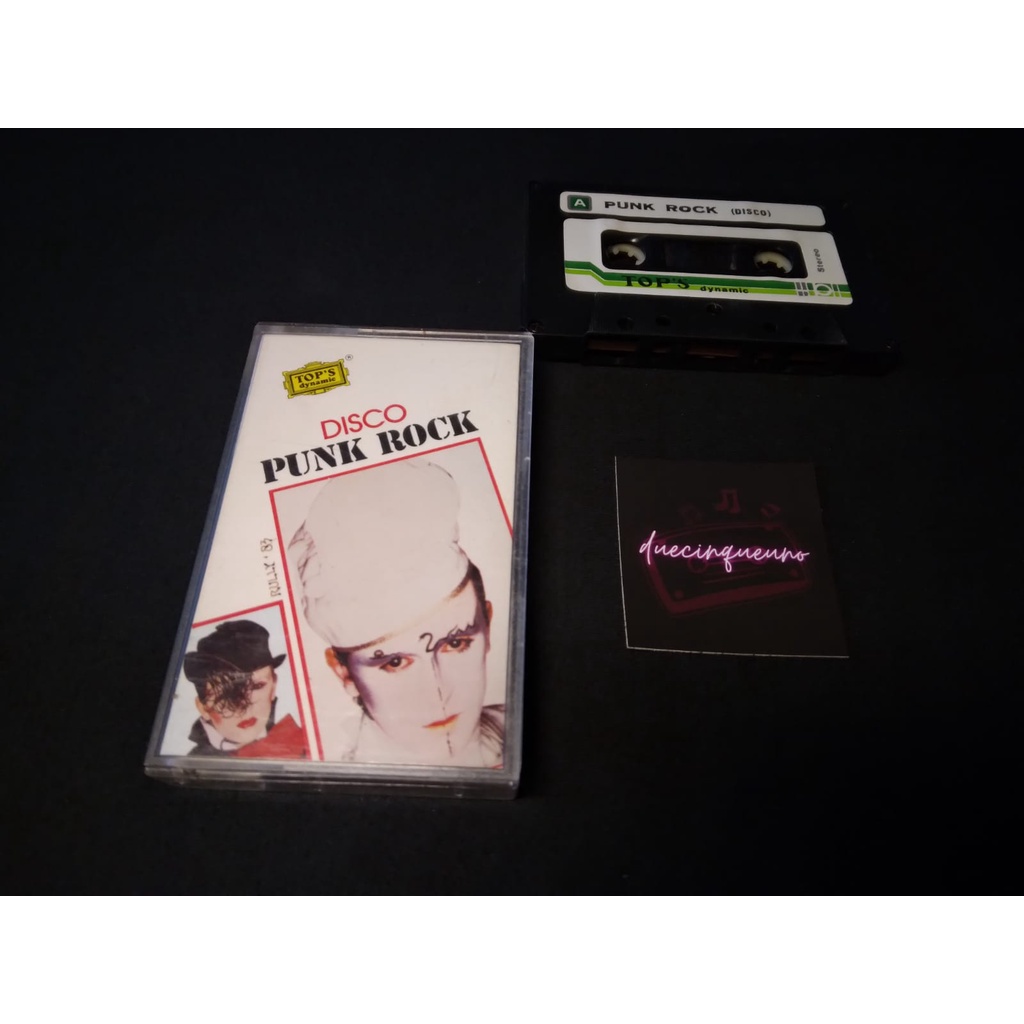 TOP'S
dynamic
DISCO
PUNK ROCK
A PUNK ROCK (DISCO)
TOP'S dynamic
Stereo
duecinqueuno